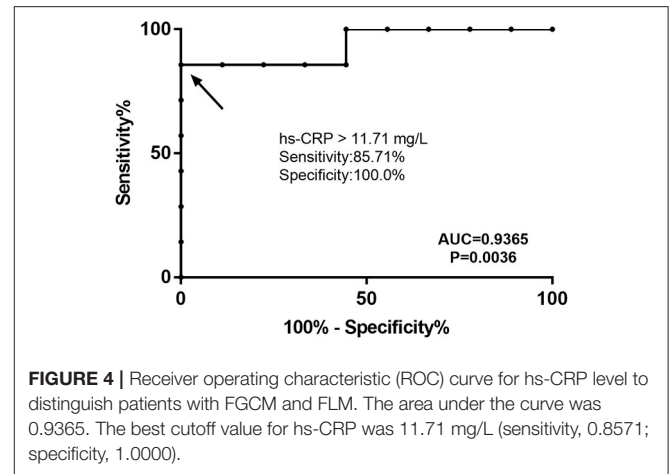 100
50
0
Sensitivity%
hs-CRP > 11.71 mg/L
Sensitivity:85.71%
Specificity:100.0%
AUC=0.9365
P=0.0036
0 50 100
100% - Specificity%
FIGURE 4 | Receiver operating characteristic (ROC) curve for hs-CRP level to
distinguish patients with FGCM and FLM. The area under the curve was
0.9365. The best cutoff value for hs-CRP was 11.71 mg/L (sensitivity, 0.8571;
specificity, 1.0000).